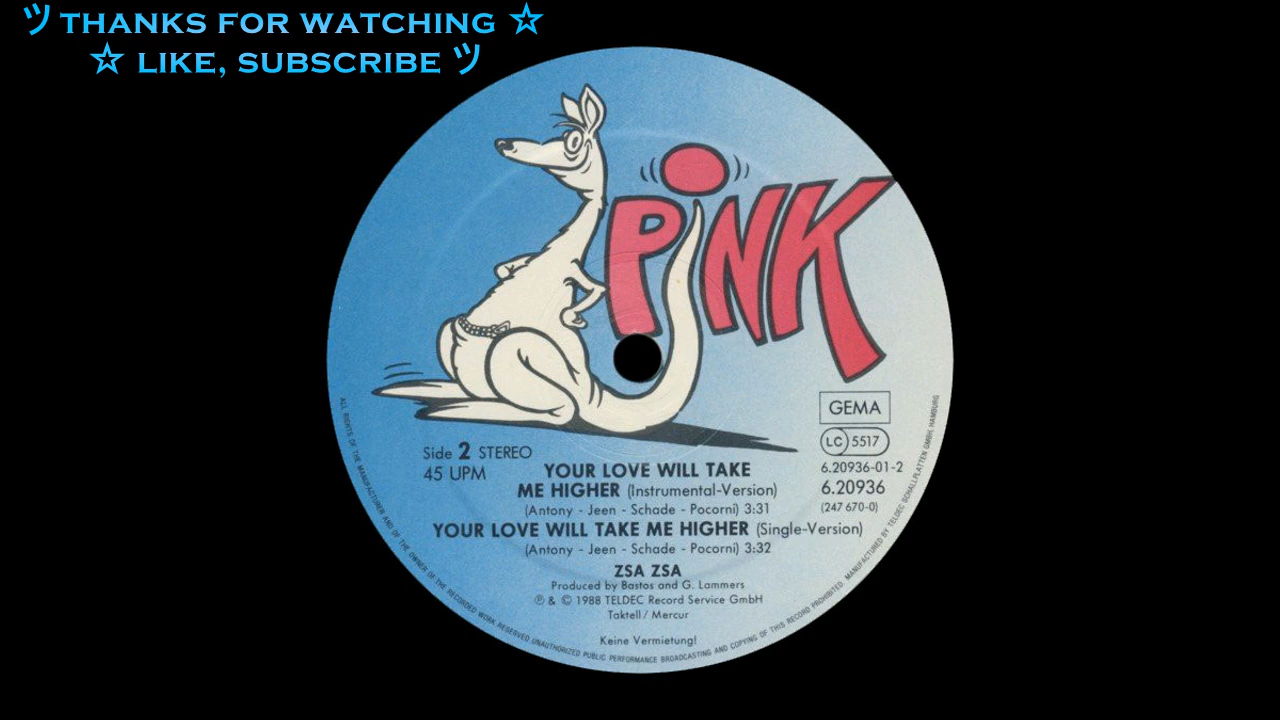 ツ THANKS FOR WATCHING ☆
☆ LIKE, SUBSCRIBE ツ
PiNK
GEMA
LC 5517
6.20936-01-2
6.20936
(247 670-0)
Side 2 STEREO
45 UPM
YOUR LOVE WILL TAKE
ME HIGHER (Instrumental-Version)
(Antony - Jeen - Schade - Pocorni) 3:31
YOUR LOVE WILL TAKE ME HIGHER (Single-Version)
(Antony - Jeen - Schade - Pocorni) 3:32
ZSA ZSA
Produced by Bastos and G. Lammers
℗ & © 1988 TELDEC Record Service GmbH
Taktell / Mercur
Keine Vermietung!
ALL RIGHTS OF THE MANUFACTURER AND OF THE OWNER OF THE RECORDED WORK RESERVED. UNAUTHORIZED PUBLIC PERFORMANCE BROADCASTING AND COPYING OF THIS RECORD PROHIBITED. MANUFACTURED BY TELDEC SCHALLPLATTEN GMBH, HAMBURG